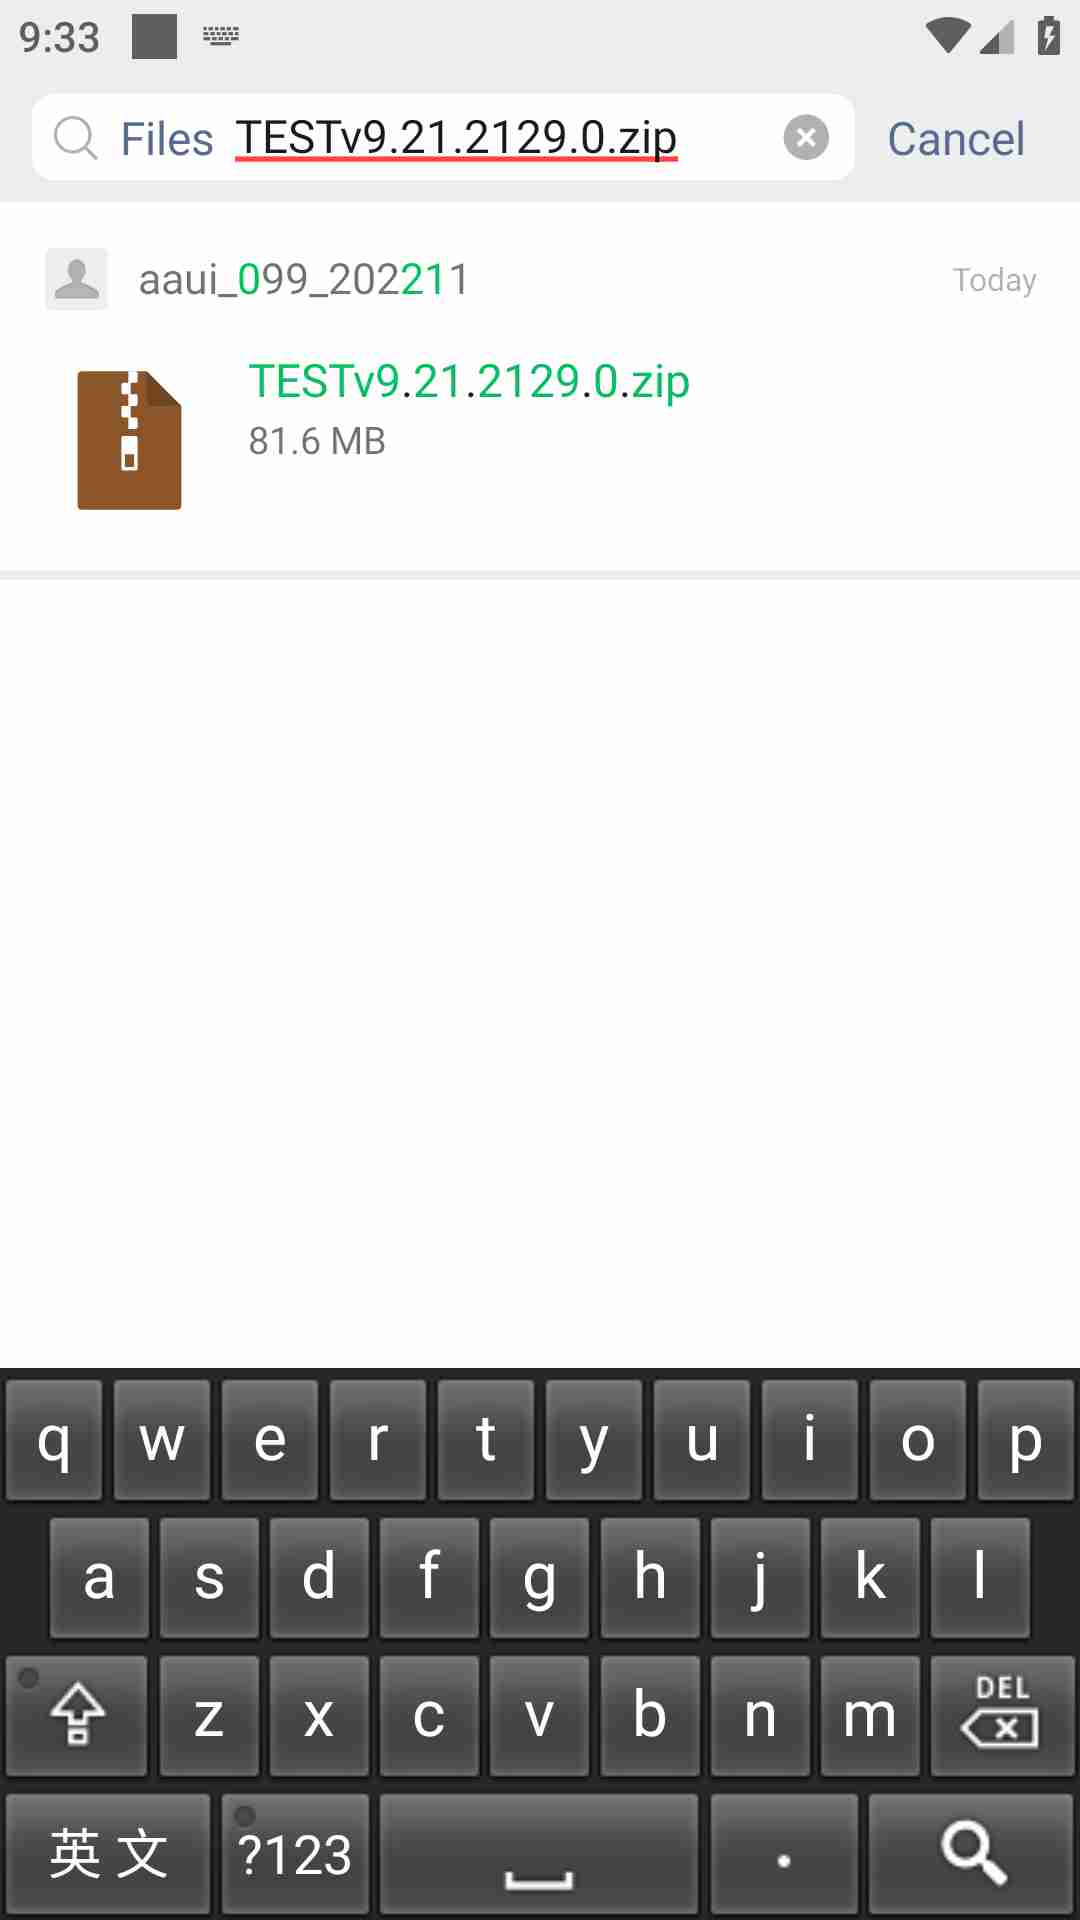 9:33
Files TESTv9.21.2129.0.zip Cancel
aaui_099_202211 Today
TESTv9.21.2129.0.zip
81.6 MB
q w e r t y u i o p
a s d f g h j k l
z x c v b n m DEL
英文 ?123 .